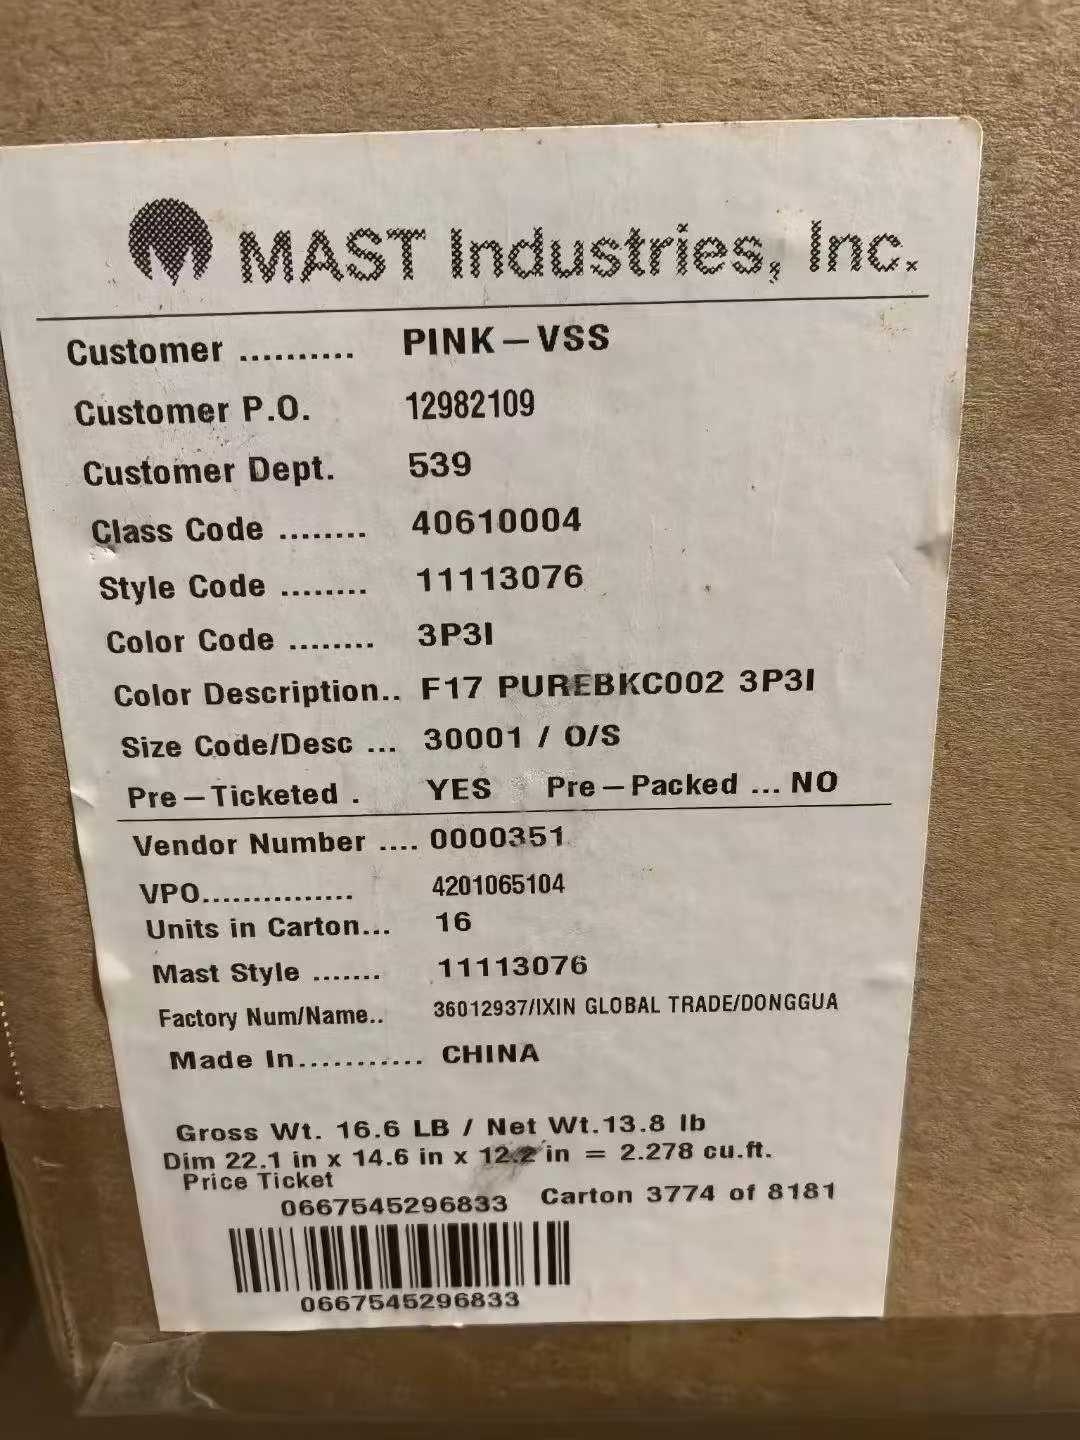 MAST Industries, Inc.
Customer .......... PINK-VSS
Customer P.O. 12982109
Customer Dept. 539
Class Code ........ 40610004
Style Code ........ 11113076
Color Code ........ 3P3I
Color Description.. F17 PUREBKC002 3P3I
Size Code/Desc ... 30001 / O/S
Pre-Ticketed . YES Pre-Packed ... NO
Vendor Number .... 0000351
VPO............... 4201065104
Units in Carton... 16
Mast Style ....... 11113076
Factory Num/Name.. 36012937/IXIN GLOBAL TRADE/DONGGUA
Made In........... CHINA
Gross Wt. 16.6 LB / Net Wt.13.8 lb
Dim 22.1 in x 14.6 in x 12.2 in = 2.278 cu.ft.
Price Ticket
0667545296833 Carton 3774 of 8181
0667545296833